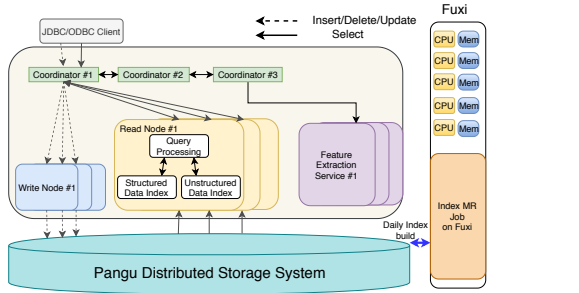 Fuxi
Insert/Delete/Update
Select
JDBC/ODBC Client
CPU Mem
CPU Mem
CPU Mem
CPU Mem
CPU Mem
Coordinator #1
Coordinator #2
Coordinator #3
Read Node #1
Query
Processing
Structured
Data Index
Unstructured
Data Index
Write Node #1
Feature
Extraction
Service #1
Index MR
Job
on Fuxi
Daily Index
build
Pangu Distributed Storage System